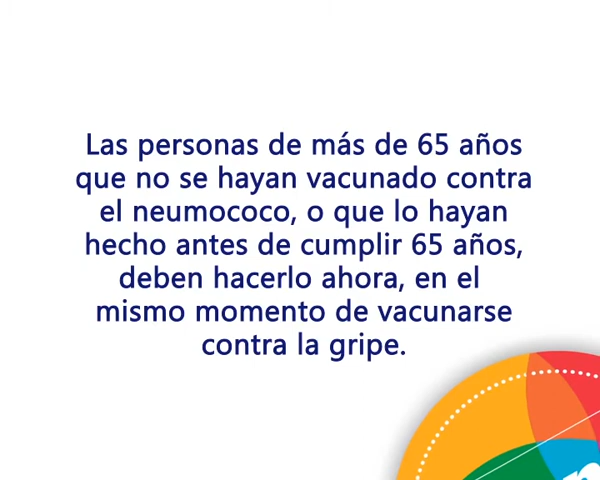 Las personas de más de 65 años
que no se hayan vacunado contra
el neumococo, o que lo hayan
hecho antes de cumplir 65 años,
deben hacerlo ahora, en el
mismo momento de vacunarse
contra la gripe.